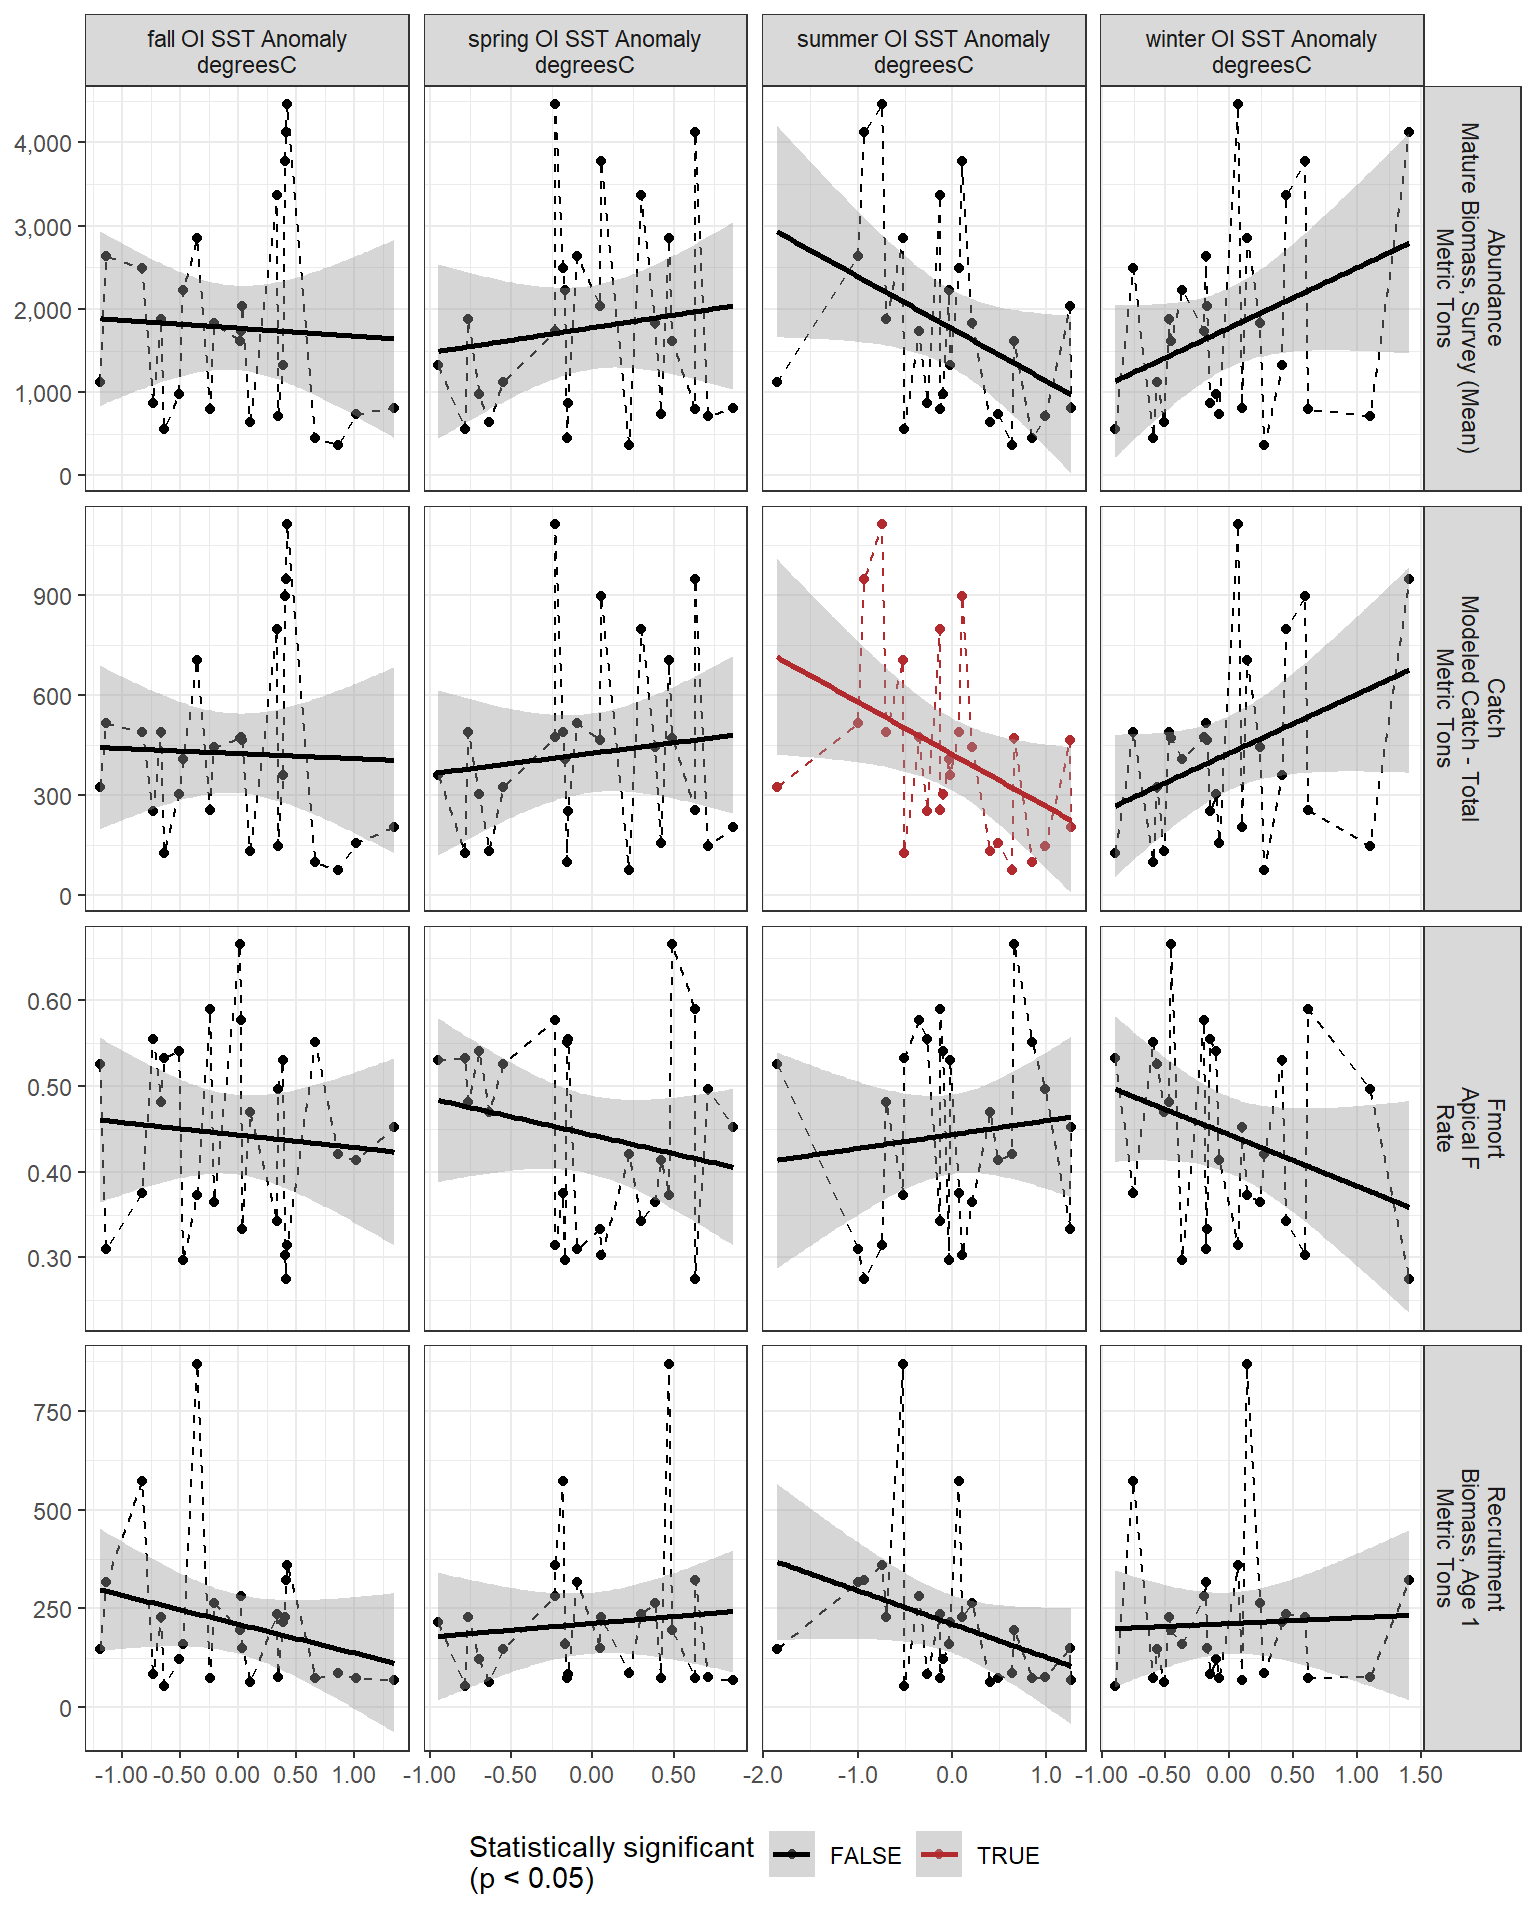 fall OI SST Anomaly
degreesC
spring OI SST Anomaly
degreesC
summer OI SST Anomaly
degreesC
winter OI SST Anomaly
degreesC
4,000
3,000
2,000
1,000
0
Abundance
Mature Biomass, Survey (Mean)
Metric Tons
900
600
300
0
Catch
Modeled Catch - Total
Metric Tons
0.60
0.50
0.40
0.30
Fmort
Apical F
Rate
750
500
250
0
Recruitment
Biomass, Age 1
Metric Tons
-1.00 -0.50 0.00 0.50 1.00
-1.00 -0.50 0.00 0.50
-2.0 -1.0 0.0 1.0
-1.00 -0.50 0.00 0.50 1.00 1.50
Statistically significant
(p < 0.05)
FALSE
TRUE